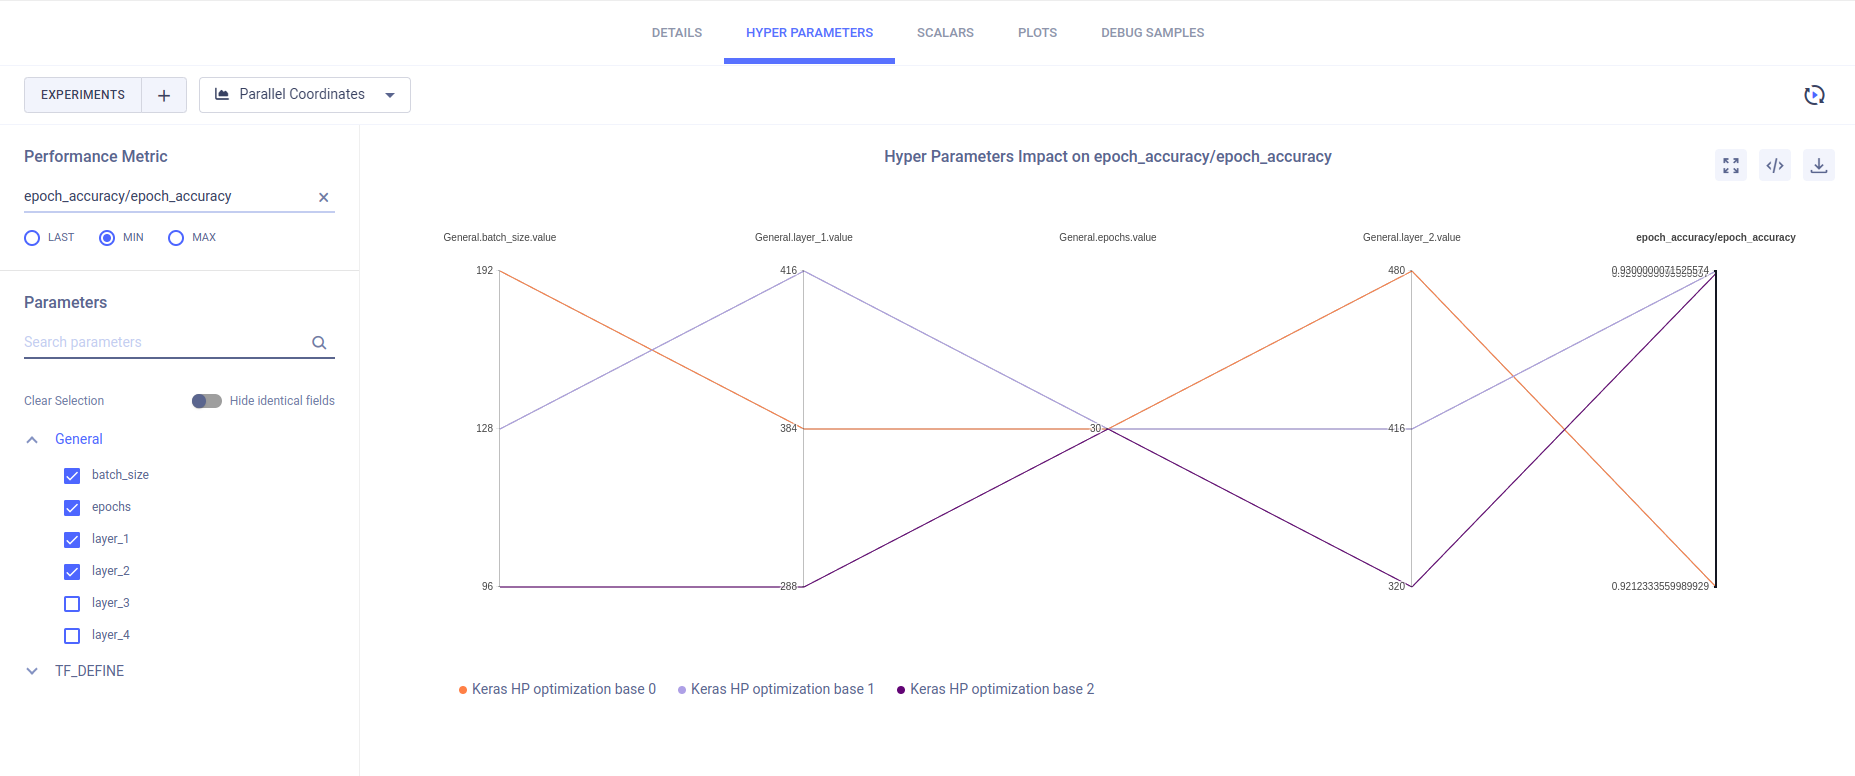 DETAILS HYPER PARAMETERS SCALARS PLOTS DEBUG SAMPLES
EXPERIMENTS + Parallel Coordinates
Performance Metric
epoch_accuracy/epoch_accuracy
LAST MIN MAX
Parameters
Search parameters
Clear Selection Hide identical fields
General
batch_size
epochs
layer_1
layer_2
layer_3
layer_4
TF_DEFINE
Hyper Parameters Impact on epoch_accuracy/epoch_accuracy
General.batch_size.value General.layer_1.value General.epochs.value General.layer_2.value epoch_accuracy/epoch_accuracy
192 416 480 0.9300000071525574
128 384 30 416
96 288 320 0.9212333559989929
Keras HP optimization base 0 Keras HP optimization base 1 Keras HP optimization base 2